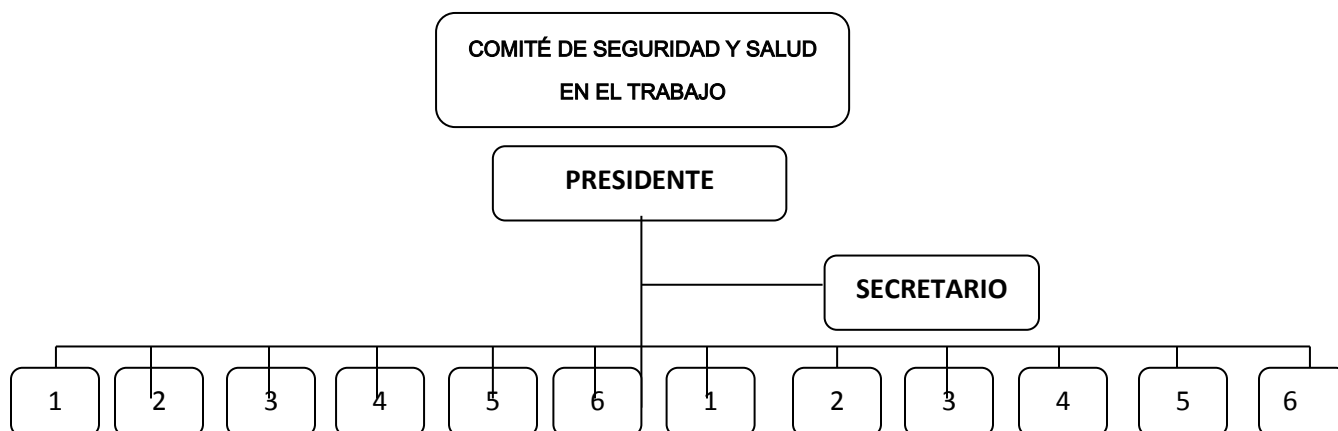 COMITÉ DE SEGURIDAD Y SALUD
EN EL TRABAJO
PRESIDENTE
SECRETARIO
1 2 3 4 5 6 1 2 3 4 5 6